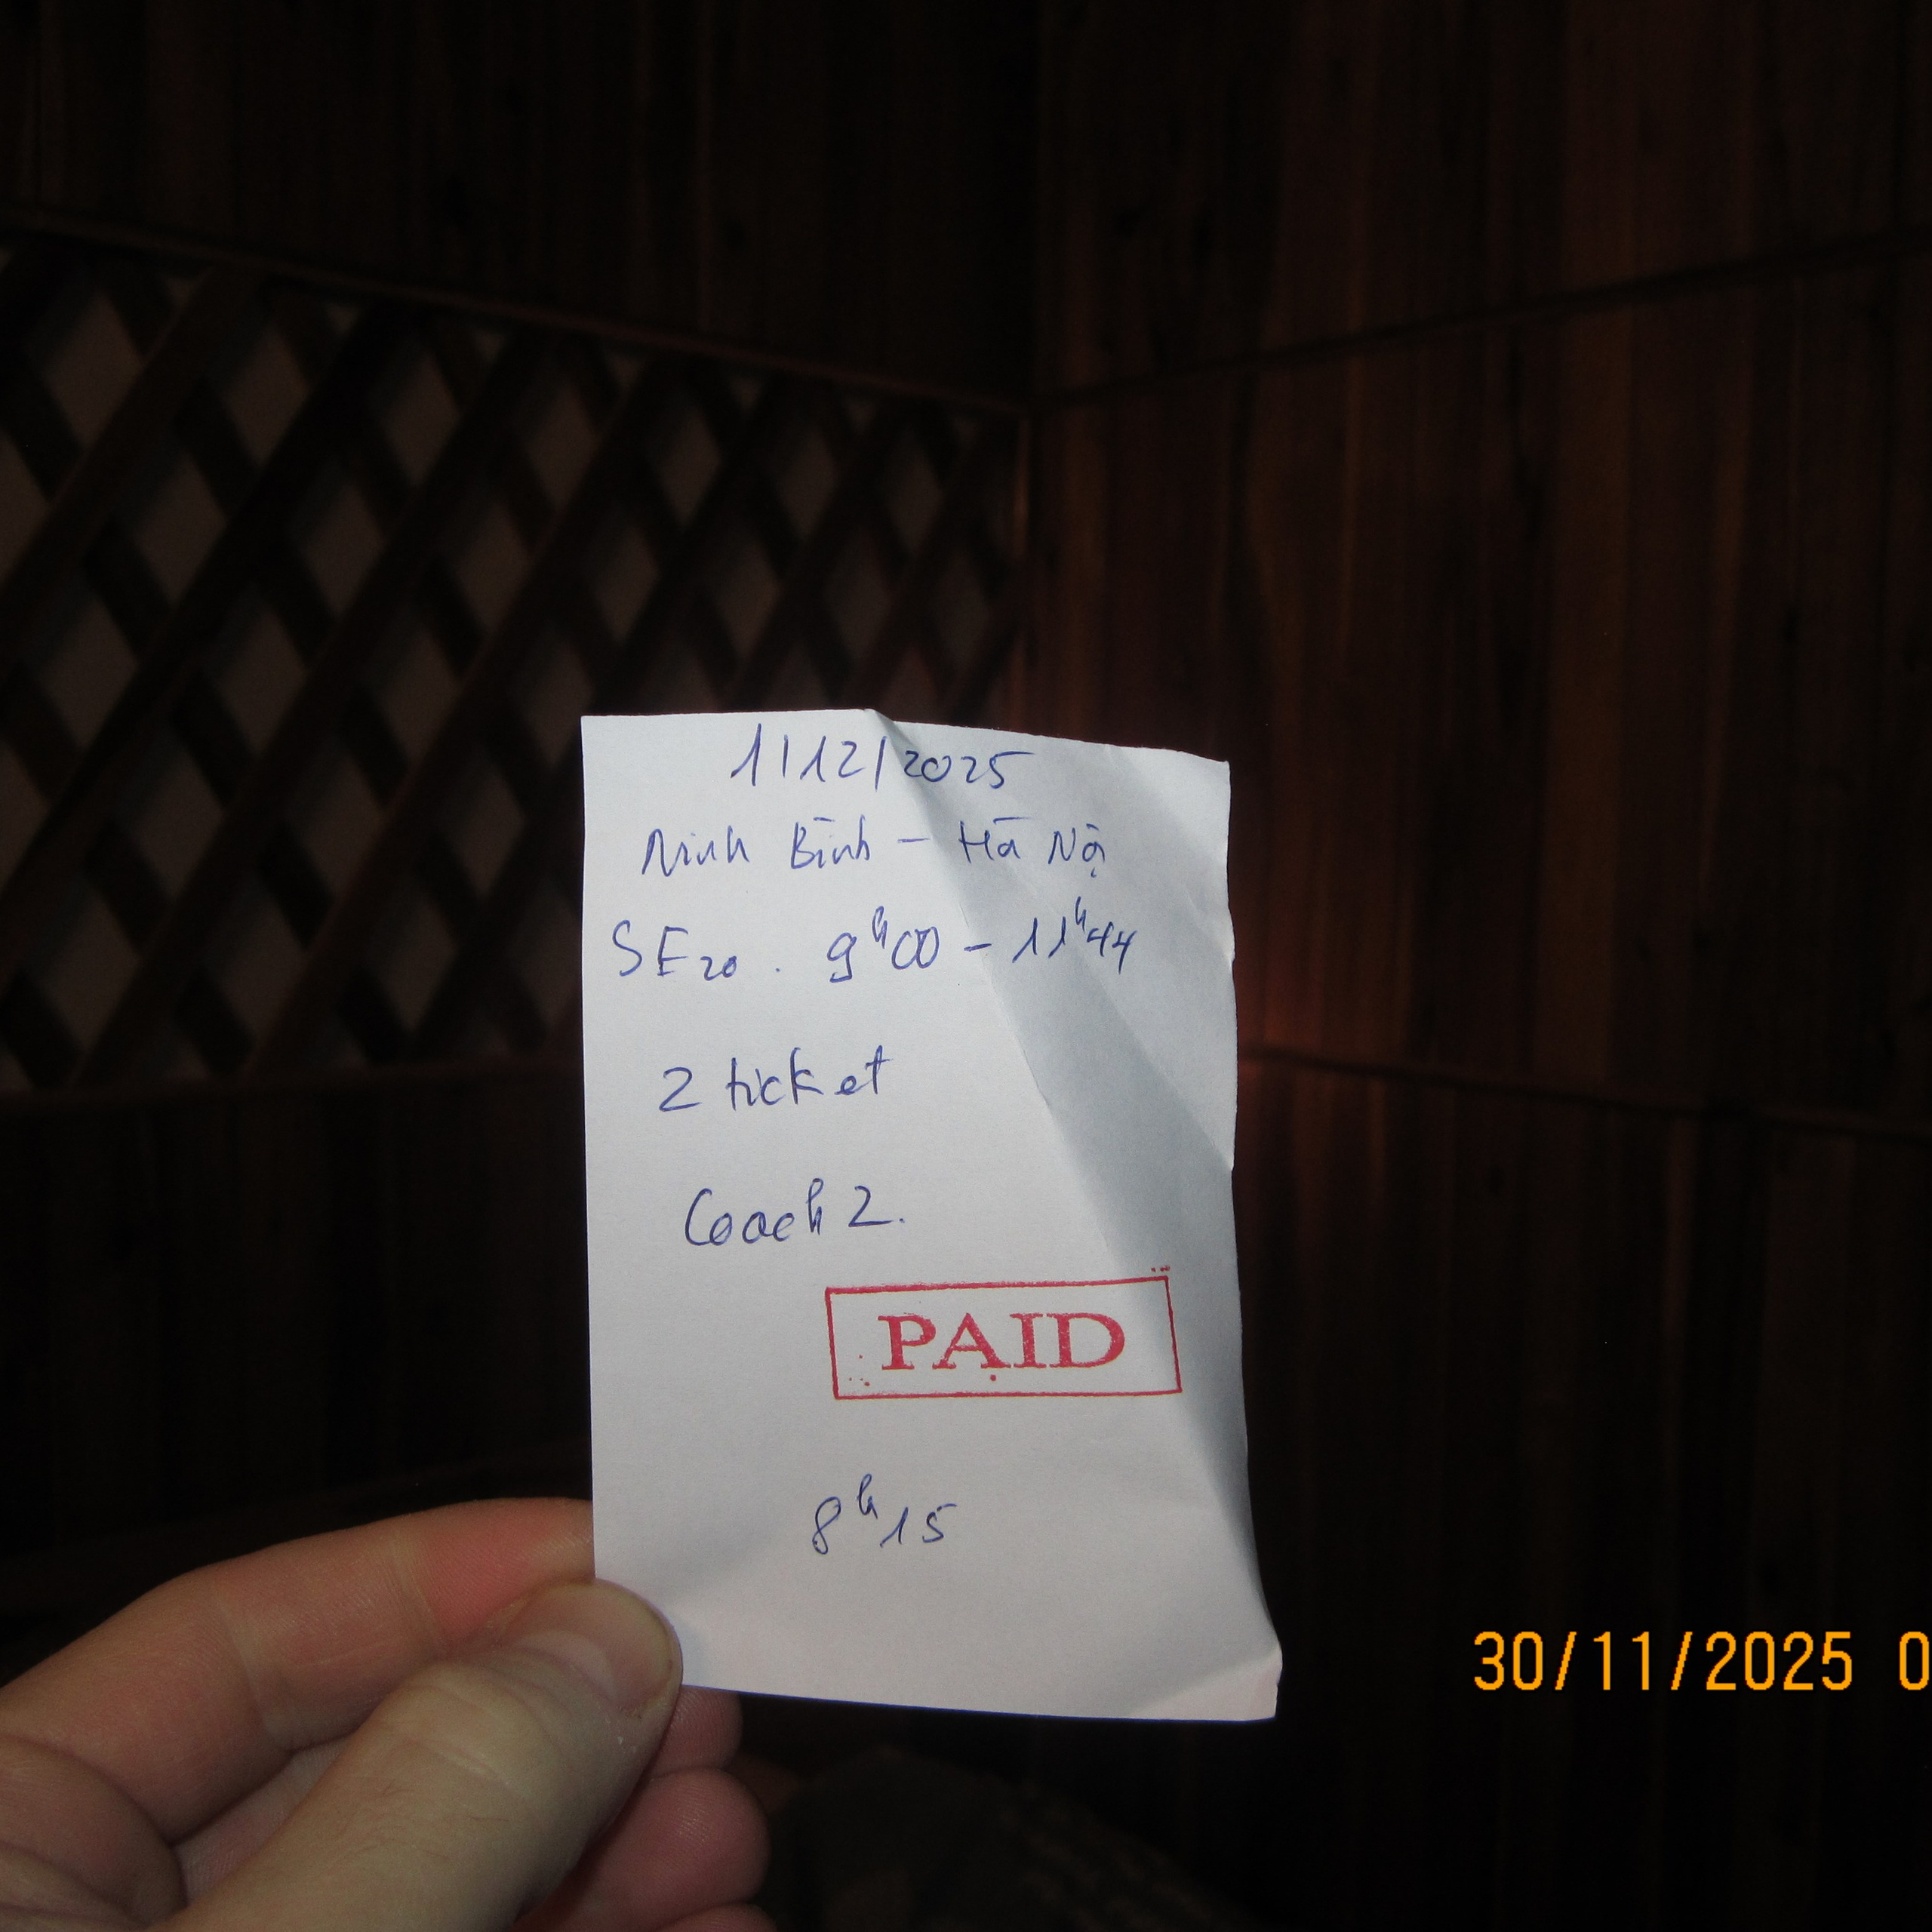 1/12/2025
Ninh Bình - Hà Nội
SE20. 9h00 - 11h44
2 ticket
Coach 2.
PAID
8h15
30/11/2025 0